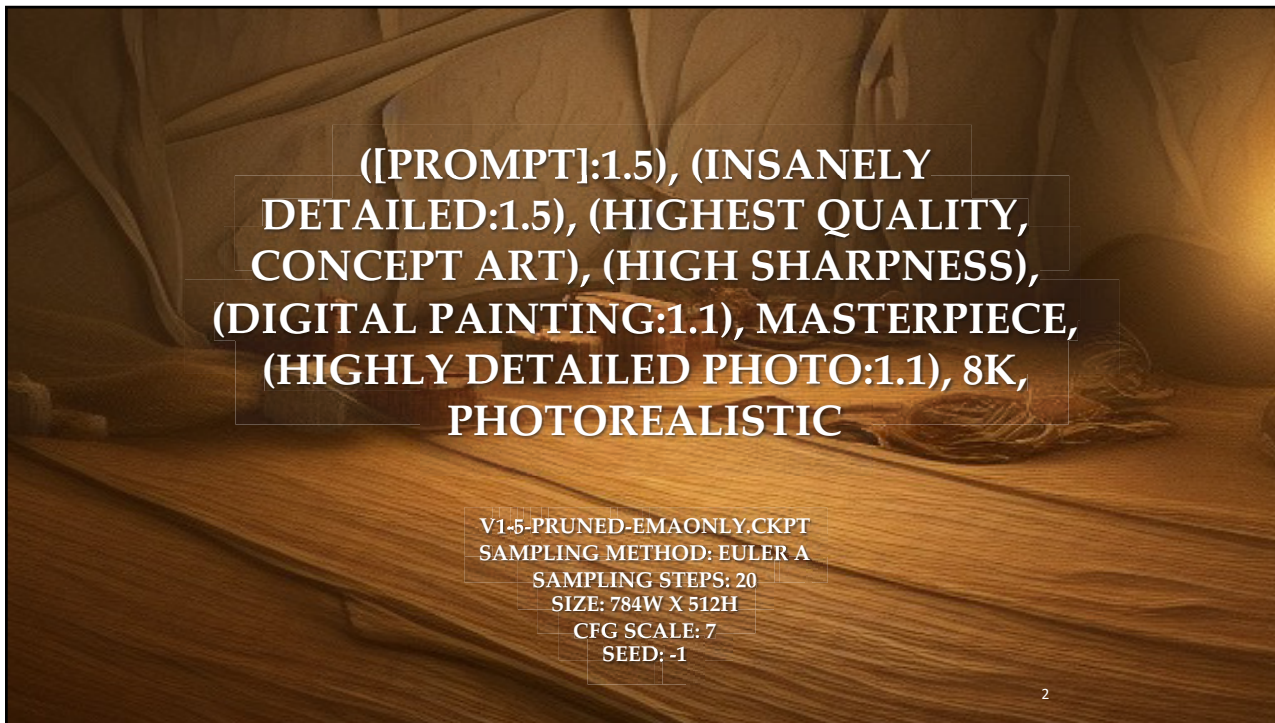 ([PROMPT]:1.5), (INSANELY
DETAILED:1.5), (HIGHEST QUALITY,
CONCEPT ART), (HIGH SHARPNESS),
(DIGITAL PAINTING:1.1), MASTERPIECE,
(HIGHLY DETAILED PHOTO:1.1), 8K,
PHOTOREALISTIC
V1-5-PRUNED-EMAONLY.CKPT
SAMPLING METHOD: EULER A
SAMPLING STEPS: 20
SIZE: 784W X 512H
CFG SCALE: 7
SEED: -1
2